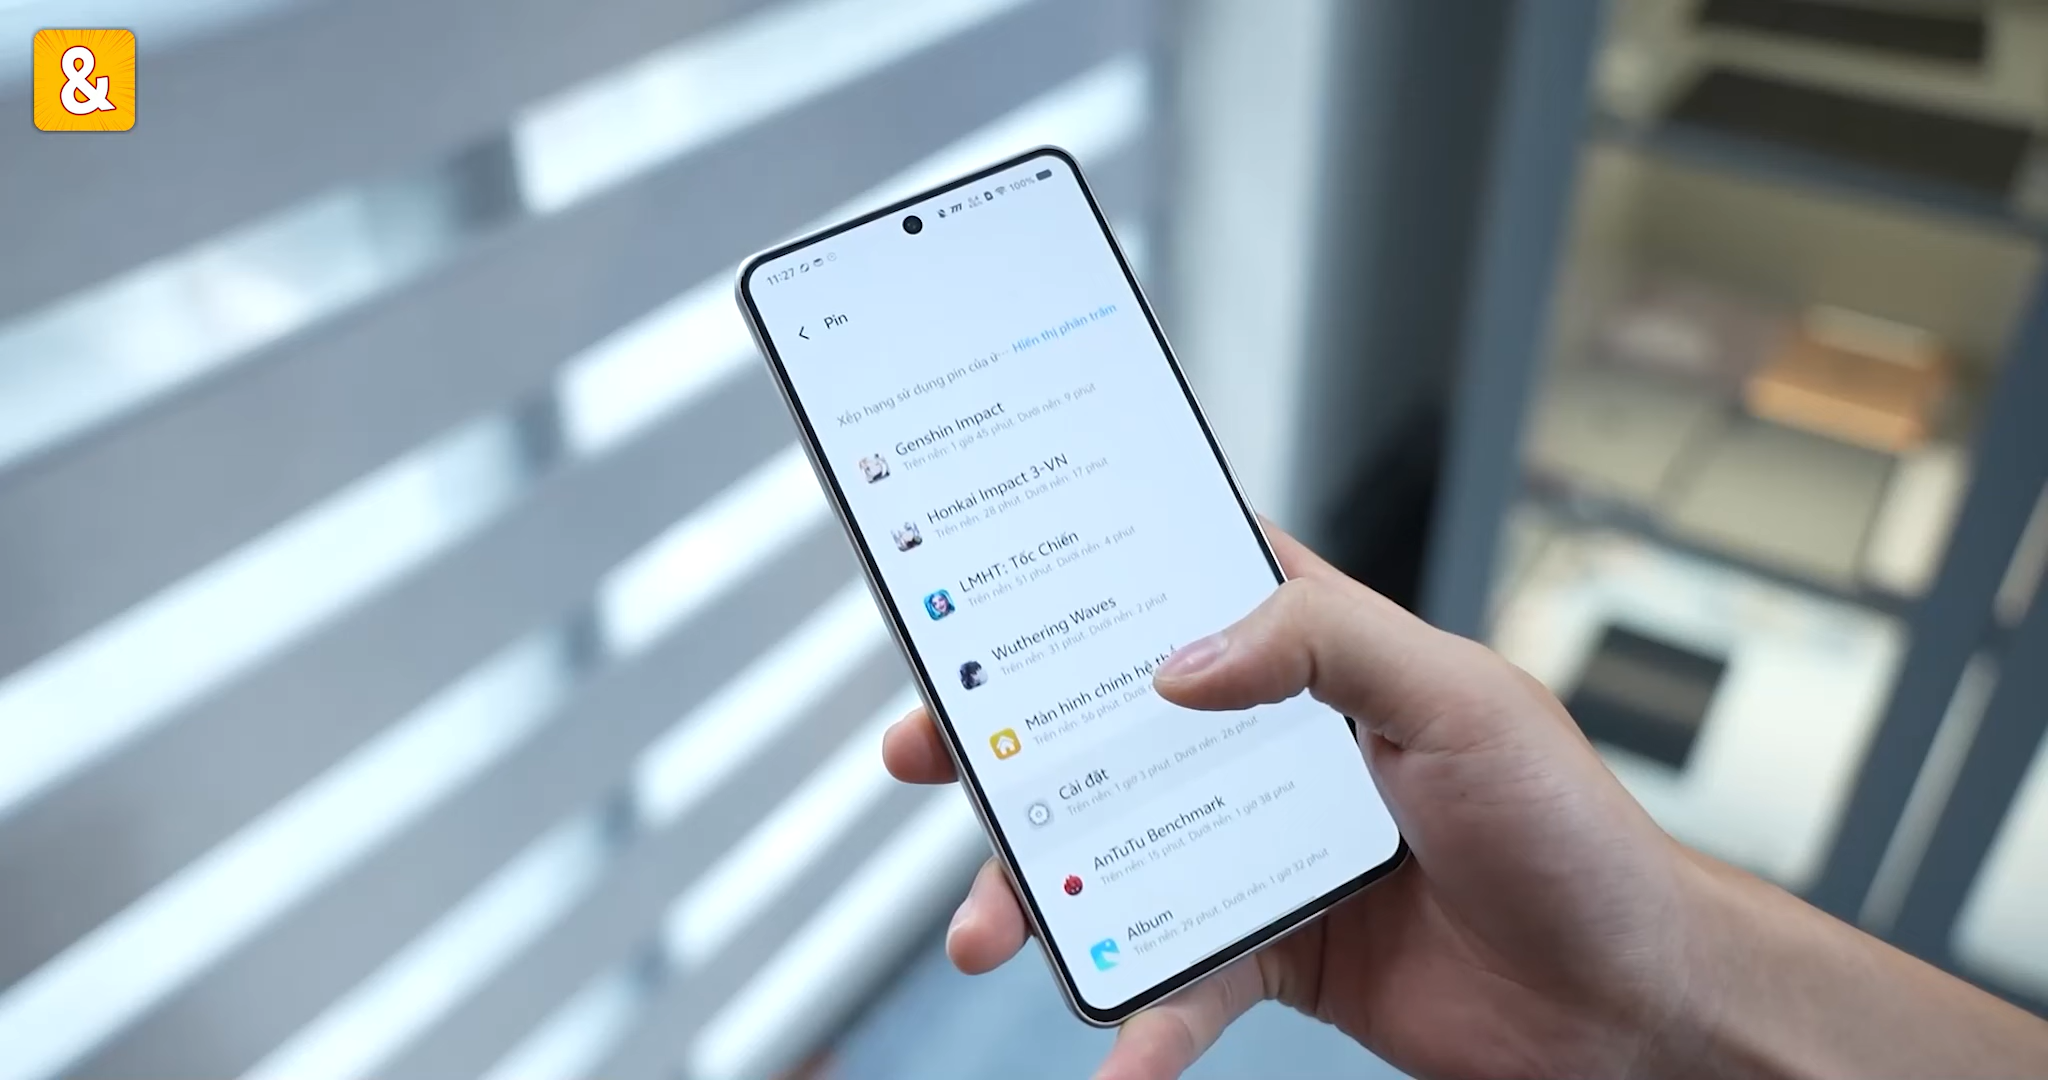 &
11:27
100%
Pin
Xếp hạng sử dụng pin của ứ··· Hiển thị phần trăm
Genshin Impact
Trên nền: 1 giờ 45 phút, Dưới nền: 9 phút
Honkai Impact 3-VN
Trên nền: 28 phút, Dưới nền: 17 phút
LMHT: Tốc Chiến
Trên nền: 51 phút, Dưới nền: 4 phút
Wuthering Waves
Trên nền: 31 phút, Dưới nền: 2 phút
Màn hình chính hệ
Trên nền: 56 phút, Dưới
Cài đặt
Trên nền: 1 giờ 3 phút, Dưới nền: 26 phút
AnTuTu Benchmark
Trên nền: 15 phút, Dưới nền: 1 giờ 38 phút
Album
Trên nền: 29 phút, Dưới nền: 1 giờ 32 phút